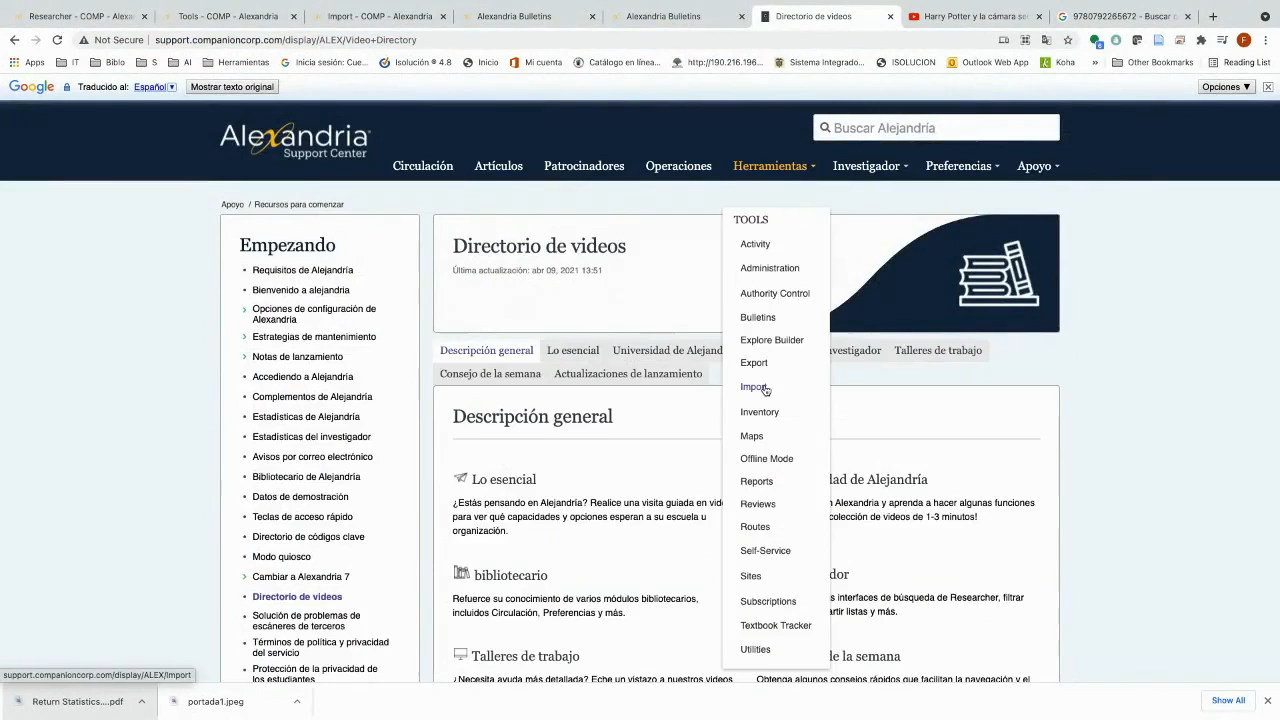 Researcher - COMP - Alexan
Tools - COMP - Alexandria
Import - COMP - Alexandria
Alexandria Bulletins
Alexandria Bulletins
Directorio de videos
Harry Potter y la cámara se
9780792265672 - Buscar c
Not Secure
support.companioncorp.com/display/ALEX/Video+Directory
Apps
IT
Biblo
S
AI
Herramientas
Inicia sesión: Cue...
Isolución ® 4.8
Inicio
Mi cuenta
Catálogo en línea...
http://190.216.196...
Sistema Integrado...
ISOLUCION
Outlook Web App
Koha
»
Other Bookmarks
Reading List
Google
Traducido al: Español
Mostrar texto original
Opciones ▼
Alexandria
Support Center
Buscar Alejandría
Circulación
Artículos
Patrocinadores
Operaciones
Herramientas
Investigador
Preferencias
Apoyo
Apoyo / Recursos para comenzar
Empezando
Requisitos de Alejandría
Bienvenido a alejandria
Opciones de configuración de
Alexandria
Estrategias de mantenimiento
Notas de lanzamiento
Accediendo a Alejandría
Complementos de Alejandría
Estadísticas de Alejandría
Estadísticas del investigador
Avisos por correo electrónico
Bibliotecario de Alejandría
Datos de demostración
Teclas de acceso rápido
Directorio de códigos clave
Modo quiosco
Cambiar a Alexandria 7
Directorio de videos
Solución de problemas de
escáneres de terceros
Términos de política y privacidad
del servicio
Protección de la privacidad de
los estudiantes
Directorio de videos
Última actualización: abr 09, 2021 13:51
Descripción general
Lo esencial
Universidad de Alejand
vestigador
Talleres de trabajo
Consejo de la semana
Actualizaciones de lanzamiento
Descripción general
Lo esencial
¿Estás pensando en Alejandría? Realice una visita guiada en vide
para ver qué capacidades y opciones esperan a su escuela u
organización.
bibliotecario
Refuerce su conocimiento de varios módulos bibliotecarios,
incluidos Circulación, Preferencias y más.
Talleres de trabajo
¿Necesita ayuda más detallada? Eche un vistazo a nuestros videos
TOOLS
Activity
Administration
Authority Control
Bulletins
Explore Builder
Export
Import
Inventory
Maps
Offline Mode
Reports
Reviews
Routes
Self-Service
Sites
Subscriptions
Textbook Tracker
Utilities
dad de Alejandría
n Alexandria y aprenda a hacer algunas funciones
colección de videos de 1-3 minutos!
dor
s interfaces de búsqueda de Researcher, filtrar
artir listas y más.
de la semana
Obtenga algunos consejos rápidos que facilitan la navegación y el
support.companioncorp.com/display/ALEX/Import
Return Statistics....pdf
portada1.jpeg
Show All